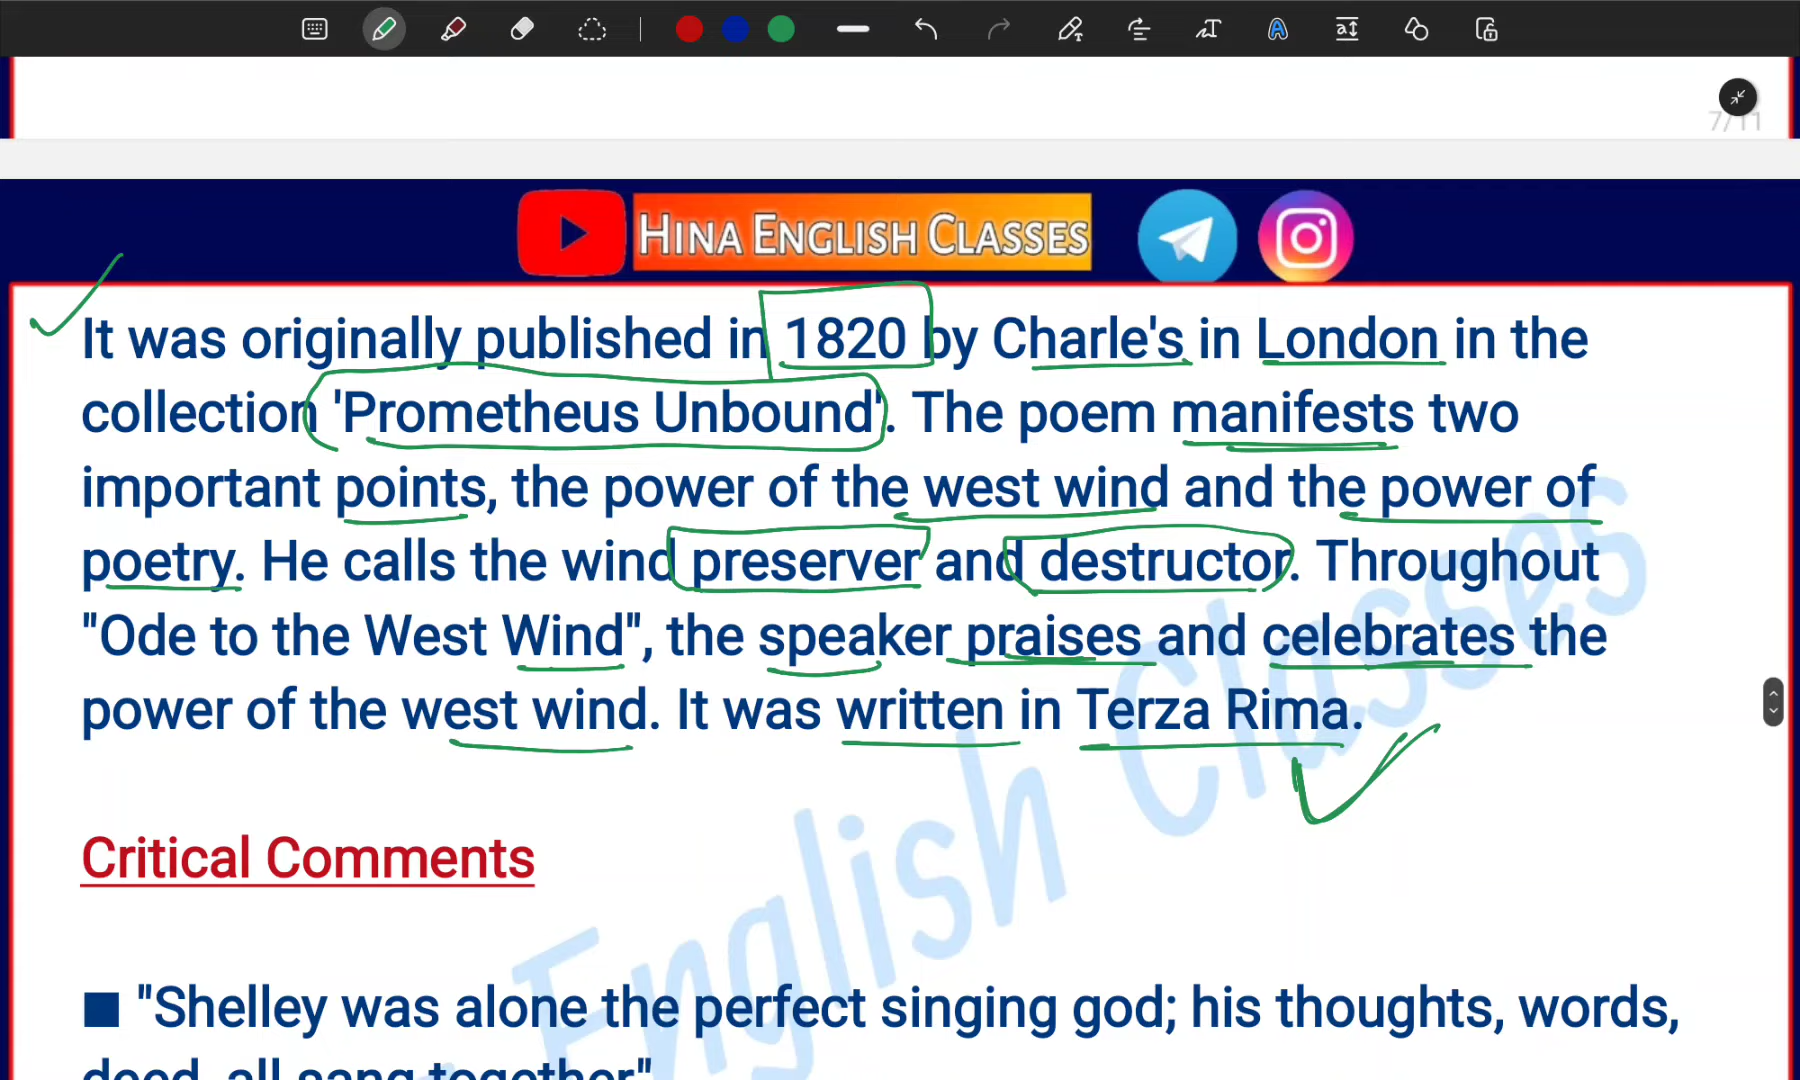 7/11
HINA ENGLISH CLASSES
It was originally published in 1820 by Charle's in London in the
collection 'Prometheus Unbound'. The poem manifests two
important points, the power of the west wind and the power of
poetry. He calls the wind preserver and destructor. Throughout
"Ode to the West Wind", the speaker praises and celebrates the
power of the west wind. It was written in Terza Rima.
Critical Comments
■ "Shelley was alone the perfect singing god; his thoughts, words,
deed, all sang together"
English Classes